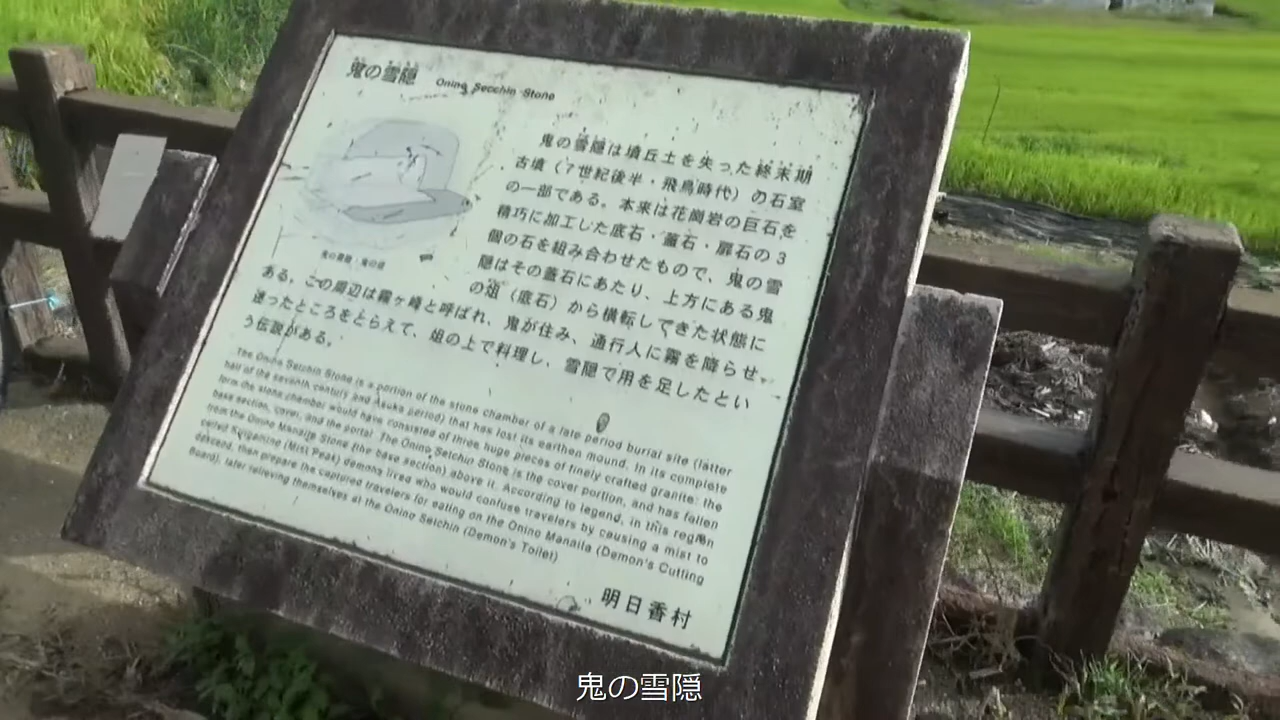 鬼の雪隠 Onino Secchin Stone
鬼の雪隠は墳丘土を失った終末期
古墳(7世紀後半・飛鳥時代)の石室
の一部である。本来は花崗岩の巨石を
精巧に加工した底石・蓋石・扉石の3
個の石を組み合わせたもので、鬼の雪
隠はその蓋石にあたり、上方にある鬼
の俎(底石)から横転してきた状態に
ある。この周辺は霧ヶ峰と呼ばれ、鬼が住み、通行人に霧を降らせ、
迷ったところをとらえて、俎の上で料理し、雪隠で用を足したとい
う伝説がある。
鬼の雪隠・鬼の俎
The Onino Secchin Stone is a portion of the stone chamber of a late period burial site (latter
half of the seventh century and Asuka period) that has lost its earthen mound. In its complete
form the stone chamber would have consisted of three huge pieces of finely crafted granite: the
base section, cover, and the portal. The Onino Setchin Stone is the cover portion, and has fallen
from the Onino Manaita Stone (the base section) above it. According to legend, in this region
called Kirigamine (Mist Peak) demons lived who would confuse travelers by causing a mist to
descend, then prepare the captured travelers for eating on the Onino Manaita (Demon's Cutting
Board), later relieving themselves at the Onino Setchin (Demon's Toilet)
明日香村
鬼の雪隠